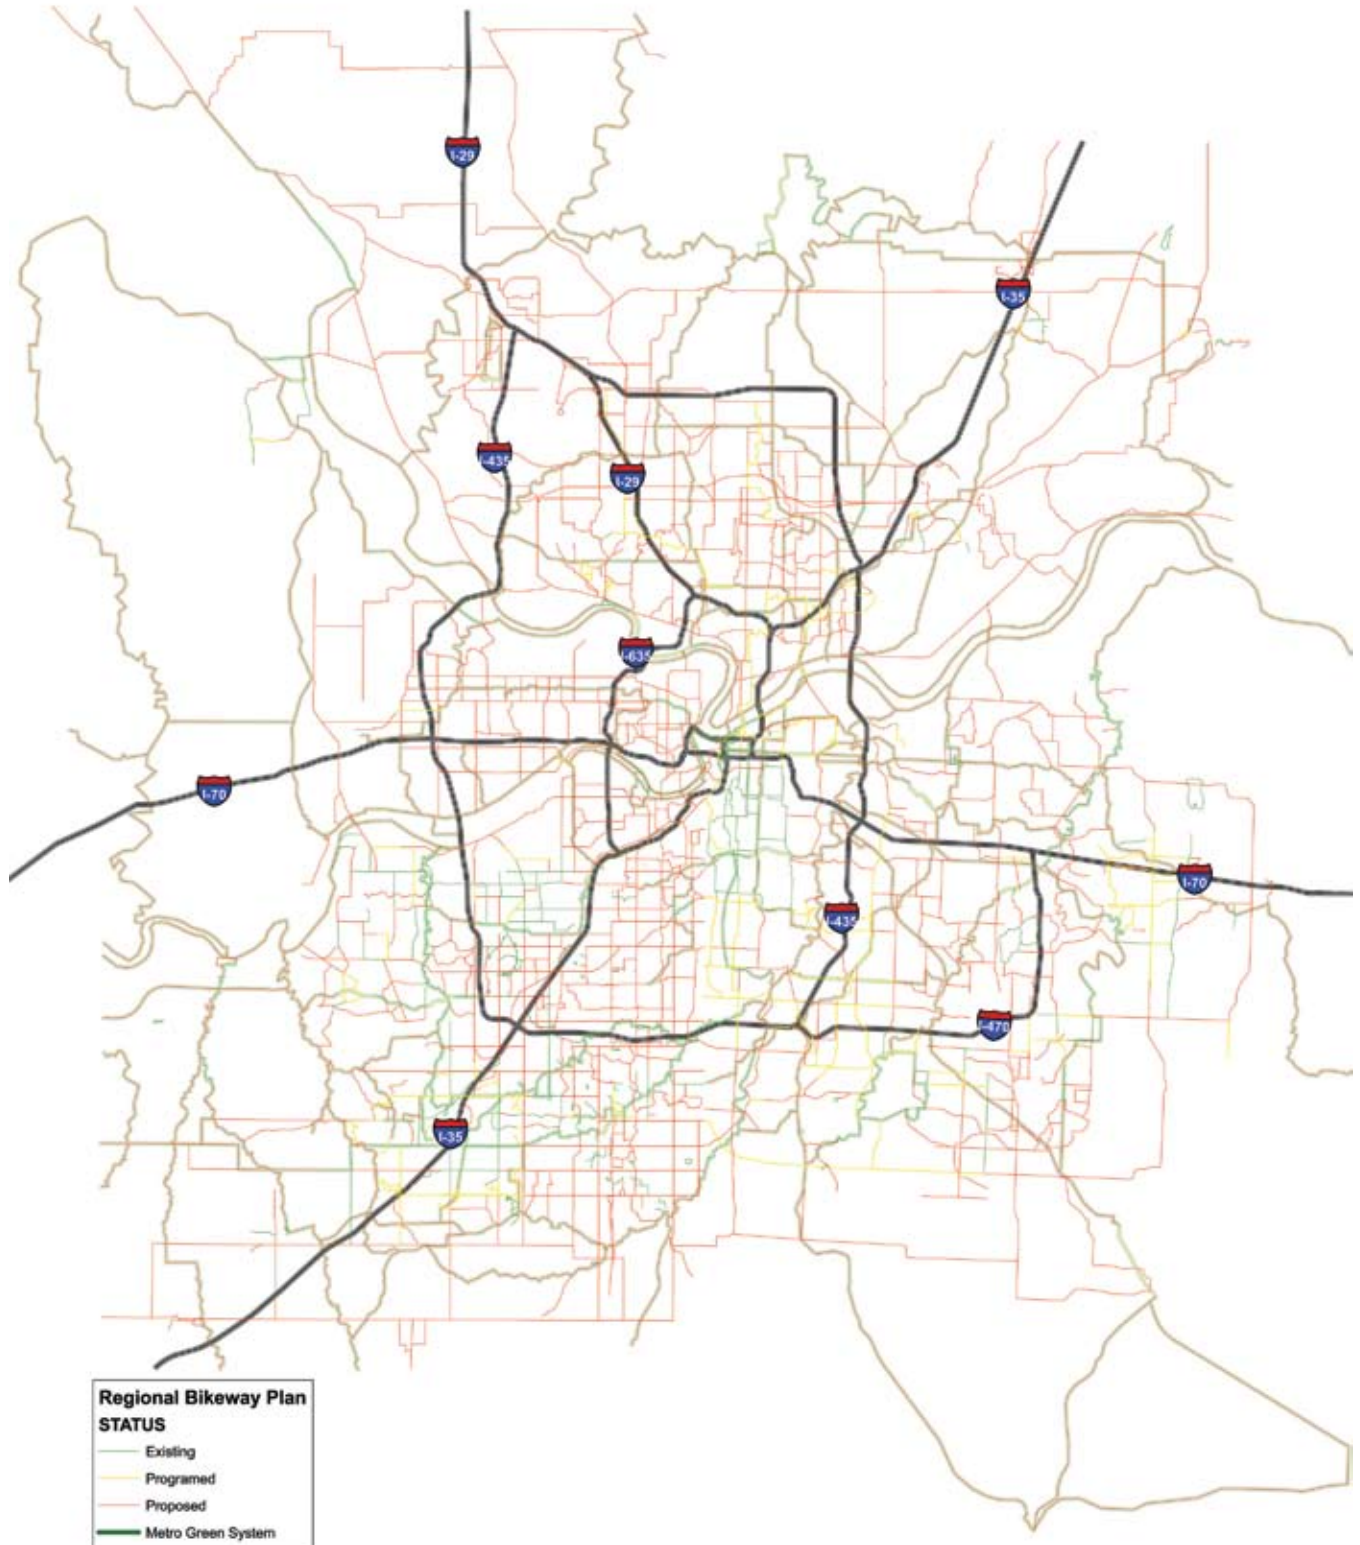 I-29
I-35
I-435
I-29
I-635
I-70
I-70
I-435
I-470
I-35
Regional Bikeway Plan
STATUS
Existing
Programed
Proposed
Metro Green System